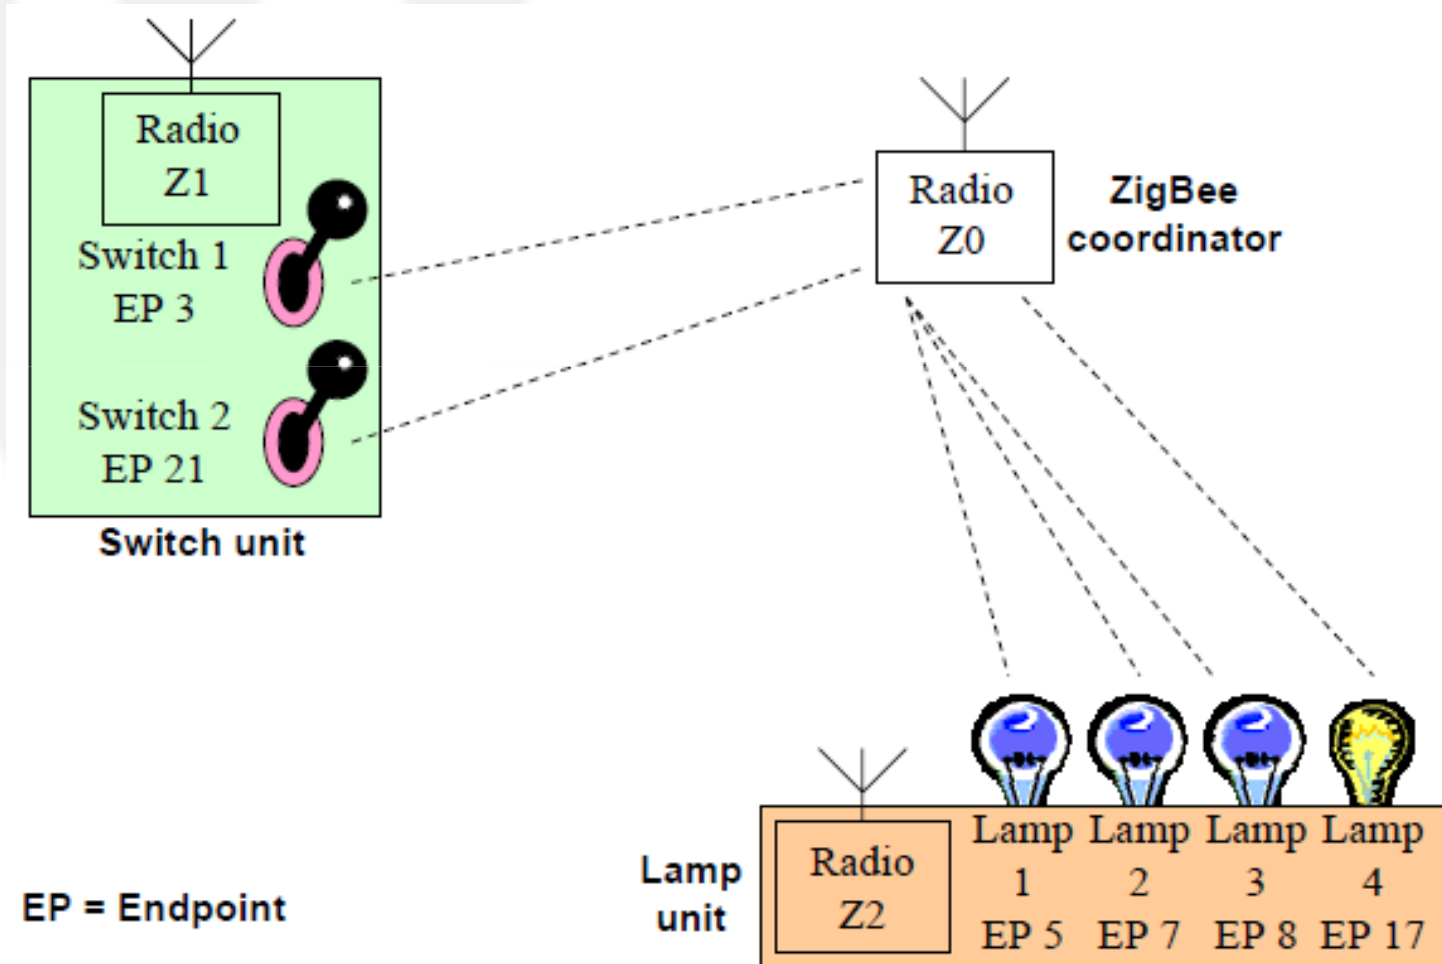 Radio
Z1
Switch 1
EP 3
Switch 2
EP 21
Switch unit
Radio
Z0
ZigBee
coordinator
Lamp
unit
Radio
Z2
Lamp Lamp Lamp Lamp
1 2 3 4
EP 5 EP 7 EP 8 EP 17
EP = Endpoint